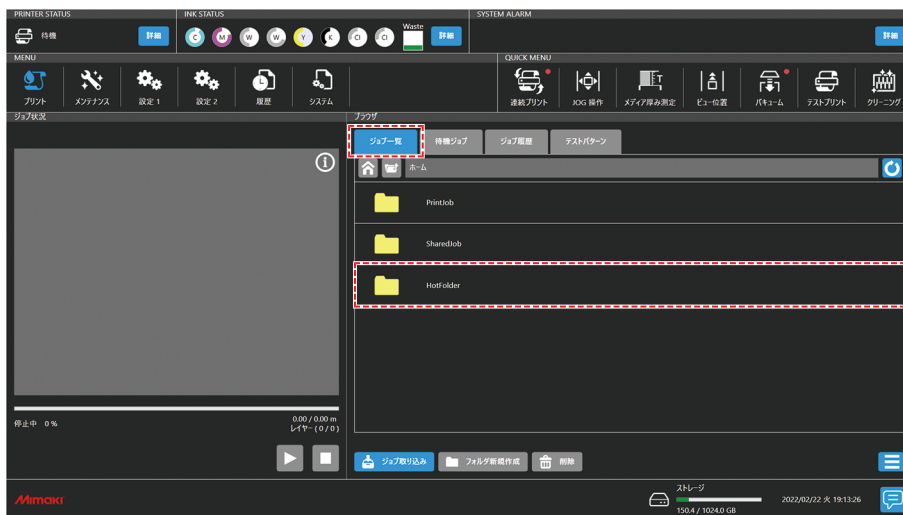 PRINTER STATUS
待機
詳細
INK STATUS
C M W W Y K Cl Cl
Waste
詳細
SYSTEM ALARM
詳細
MENU
プリント
メンテナンス
設定 1
設定 2
履歴
システム
QUICK MENU
連続プリント
JOG 操作
メディア厚み測定
ビュー位置
バキューム
テストプリント
クリーニング
ジョブ状況
停止中 0 %
0.00 / 0.00 m
レイヤー ( 0 / 0 )
ブラウザ
ジョブ一覧
待機ジョブ
ジョブ履歴
テストパターン
ホーム
PrintJob
SharedJob
HotFolder
ジョブ取り込み
フォルダ新規作成
削除
Mimaki
ストレージ
150.4 / 1024.0 GB
2022/02/22 火 19:13:26